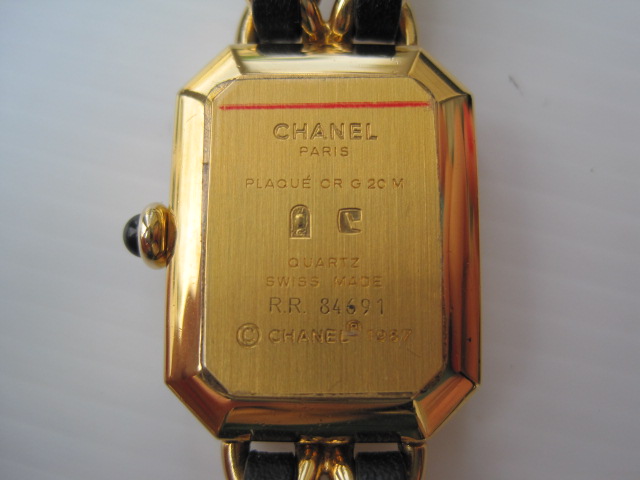 CHANEL
PARIS
PLAQUÉ OR G 20 M
QUARTZ
SWISS MADE
R.R. 84691
© CHANEL ® 1987